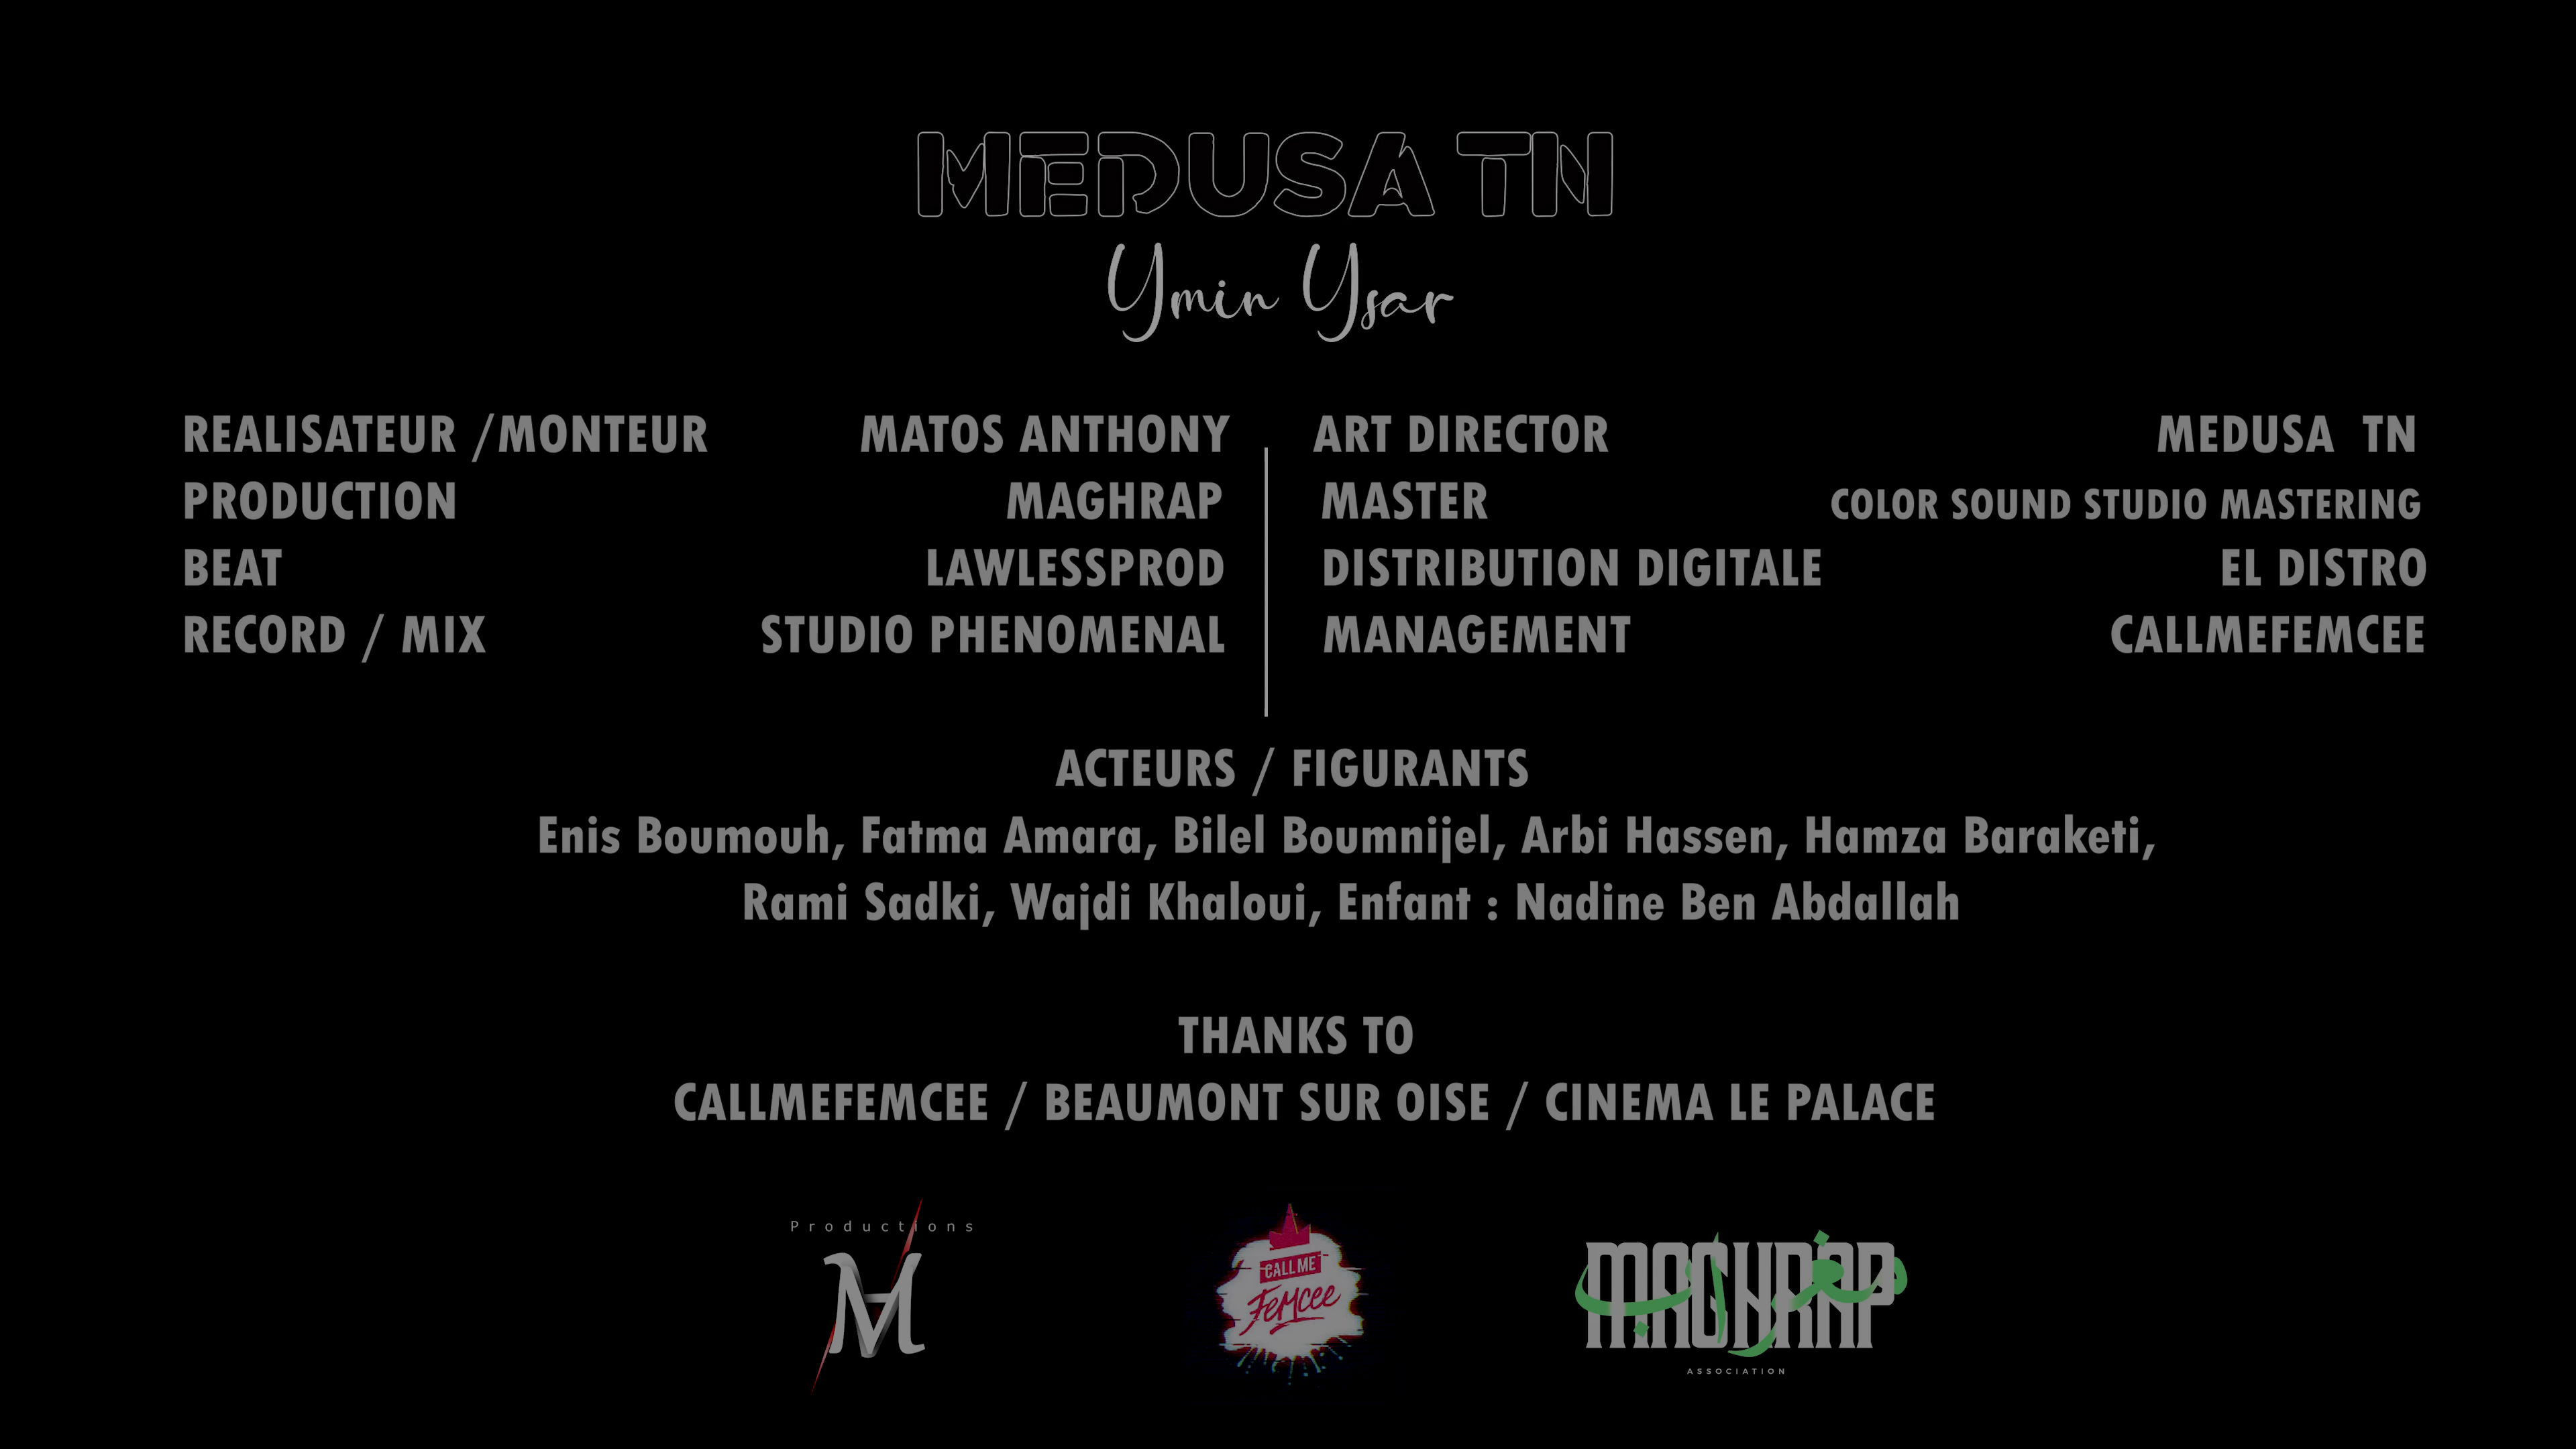 MEDUSA TN
Ymin Ysar
REALISATEUR /MONTEUR MATOS ANTHONY
PRODUCTION MAGHRAP
BEAT LAWLESSPROD
RECORD / MIX STUDIO PHENOMENAL
ART DIRECTOR MEDUSA TN
MASTER COLOR SOUND STUDIO MASTERING
DISTRIBUTION DIGITALE EL DISTRO
MANAGEMENT CALLMEFEMCEE
ACTEURS / FIGURANTS
Enis Boumouh, Fatma Amara, Bilel Boumnijel, Arbi Hassen, Hamza Baraketi,
Rami Sadki, Wajdi Khaloui, Enfant : Nadine Ben Abdallah
THANKS TO
CALLMEFEMCEE / BEAUMONT SUR OISE / CINEMA LE PALACE
Productions
MA
CALL ME
FeMcee
MAGHRAP
مغراب
ASSOCIATION